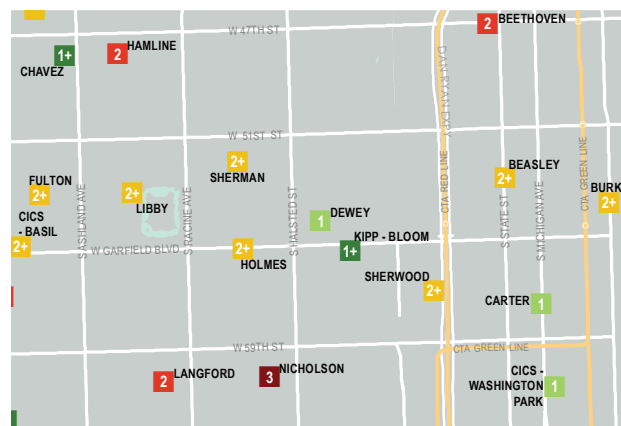 BEETHOVEN
2
W 47TH ST
HAMLINE
2
1+
CHAVEZ
DAN RYAN EXPY
W 51ST ST
2+
SHERMAN
BEASLEY
2+
FULTON
2+
2+
LIBBY
CICS
- BASIL
2+
S ASHLAND AVE
S RACINE AVE
S HALSTED ST
CTA RED LINE
S STATE ST
S MICHIGAN AVE
CTA GREEN LINE
BURK
2+
1
DEWEY
KIPP - BLOOM
1+
W GARFIELD BLVD
2+
HOLMES
SHERWOOD
2+
CARTER
1
W 59TH ST
CTA GREEN LINE
2
LANGFORD
3
NICHOLSON
CICS -
WASHINGTON
PARK
1